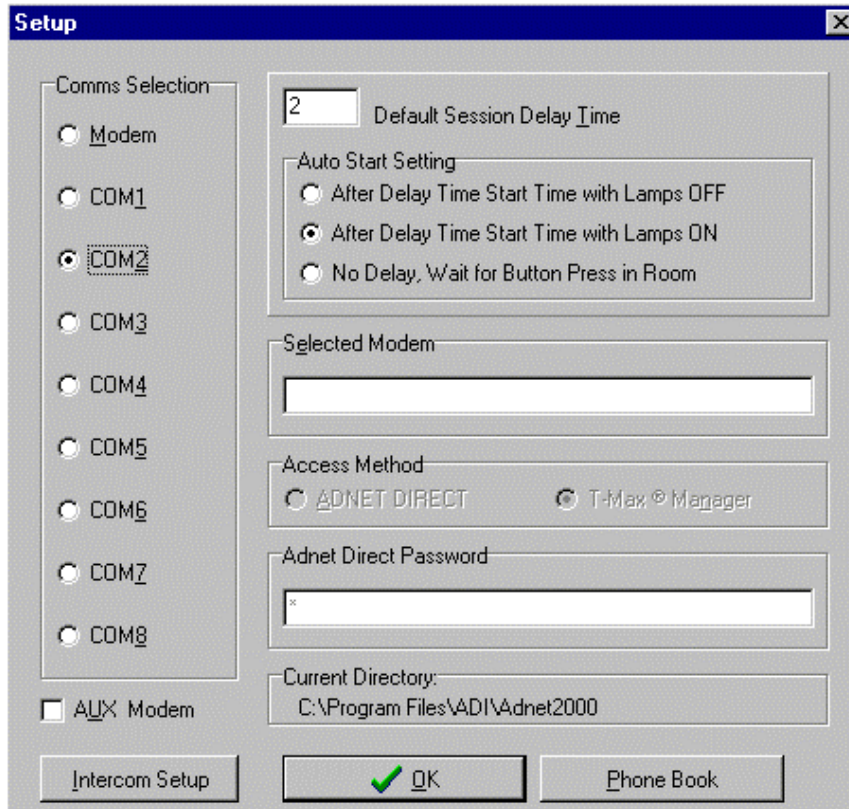 Setup
Comms Selection
Modem
COM1
COM2
COM3
COM4
COM5
COM6
COM7
COM8
AUX Modem
2 Default Session Delay Time
Auto Start Setting
After Delay Time Start Time with Lamps OFF
After Delay Time Start Time with Lamps ON
No Delay, Wait for Button Press in Room
Selected Modem
Access Method
ADNET DIRECT T-Max ® Manager
Adnet Direct Password
*
Current Directory:
C:\Program Files\ADI\Adnet2000
Intercom Setup OK Phone Book